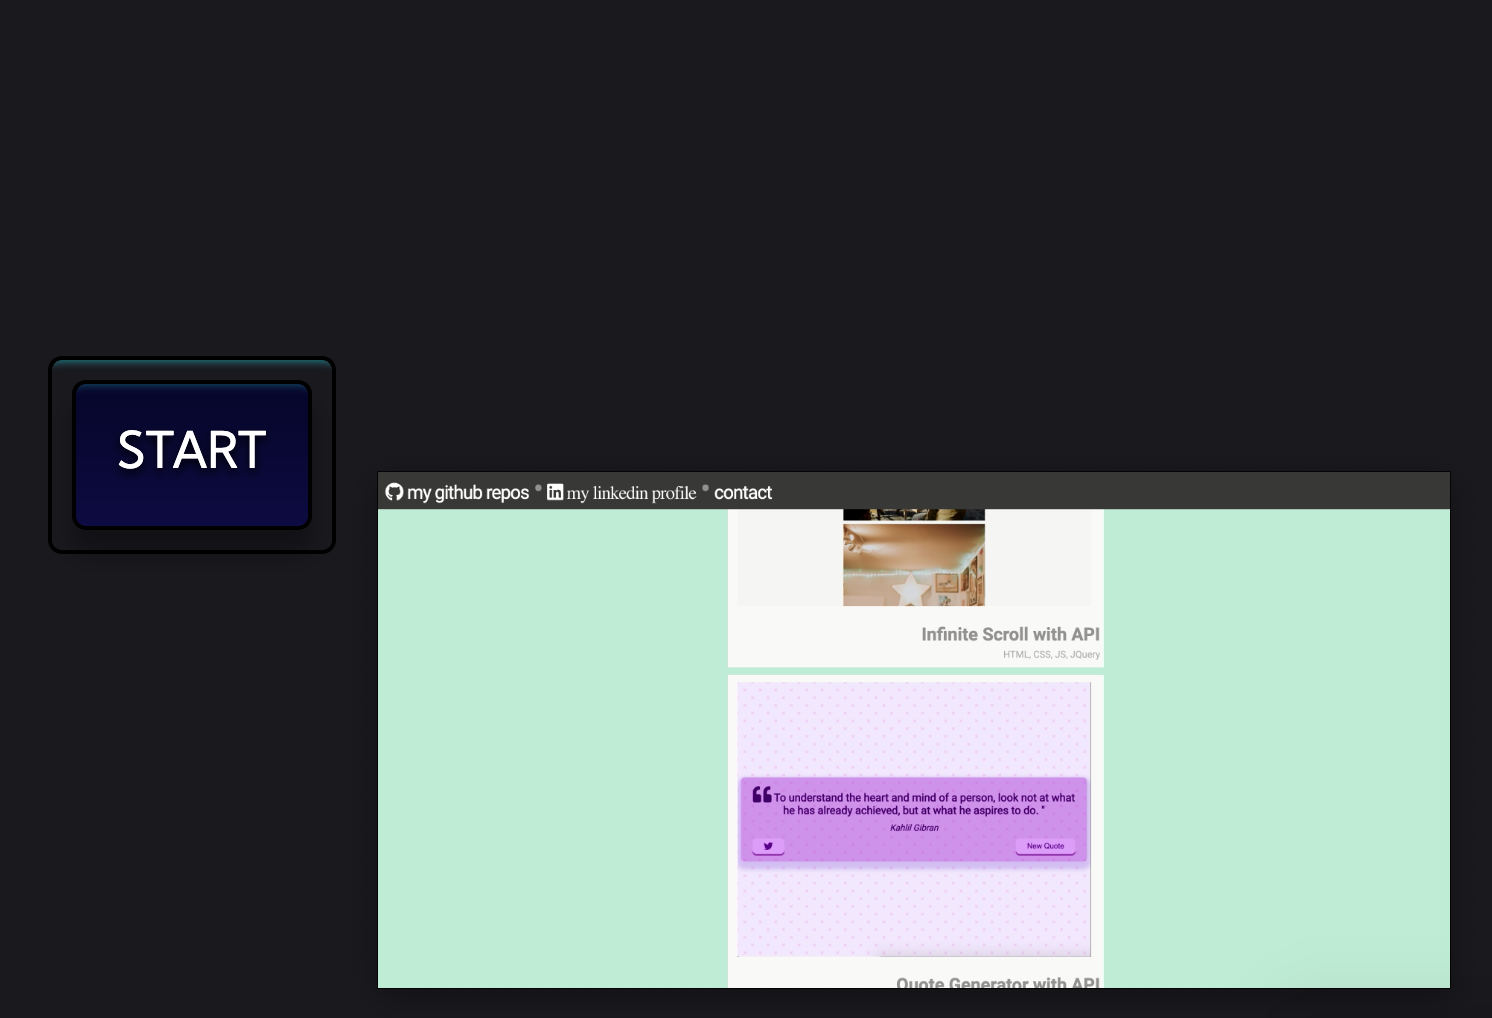 START
my github repos • my linkedin profile • contact
Infinite Scroll with API
HTML, CSS, JS, JQuery
“ To understand the heart and mind of a person, look not at what
he has already achieved, but at what he aspires to do. "
Kahlil Gibran
New Quote
Quote Generator with API